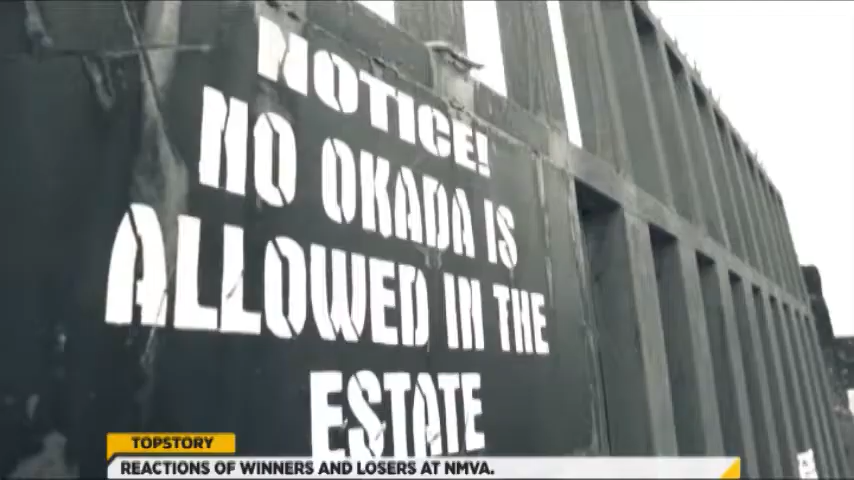 NOTICE!
NO OKADA IS
ALLOWED IN THE
ESTATE
TOPSTORY
REACTIONS OF WINNERS AND LOSERS AT NMVA.